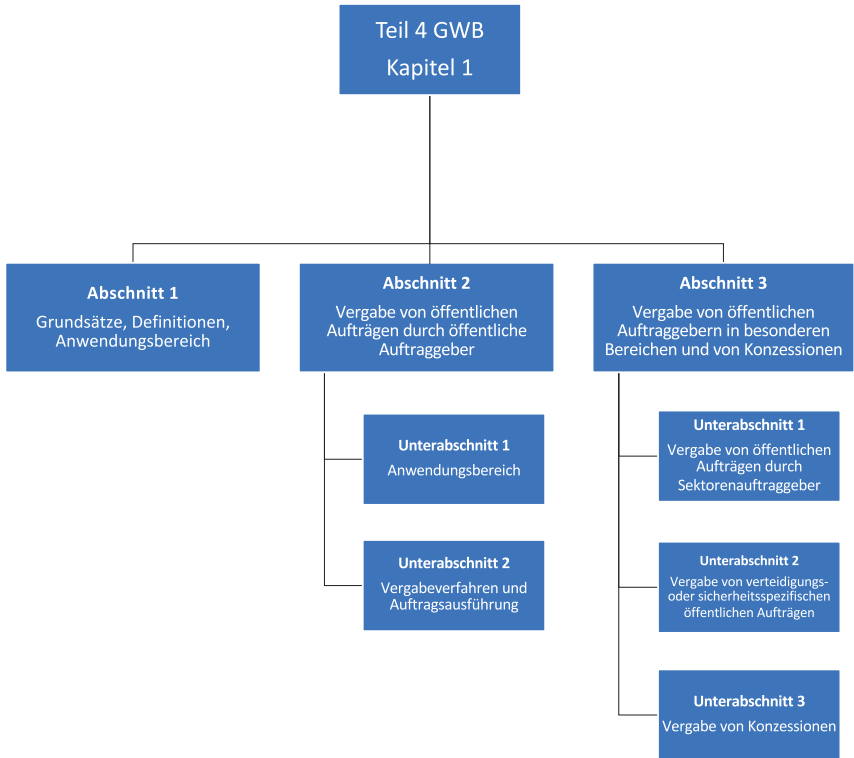 Teil 4 GWB
Kapitel 1
Abschnitt 1
Grundsätze, Definitionen,
Anwendungsbereich
Abschnitt 2
Vergabe von öffentlichen
Aufträgen durch öffentliche
Auftraggeber
Unterabschnitt 1
Anwendungsbereich
Unterabschnitt 2
Vergabeverfahren und
Auftragsausführung
Abschnitt 3
Vergabe von öffentlichen
Auftraggebern in besonderen
Bereichen und von Konzessionen
Unterabschnitt 1
Vergabe von öffentlichen
Aufträgen durch
Sektorenauftraggeber
Unterabschnitt 2
Vergabe von verteidigungs-
oder sicherheitsspezifischen
öffentlichen Aufträgen
Unterabschnitt 3
Vergabe von Konzessionen